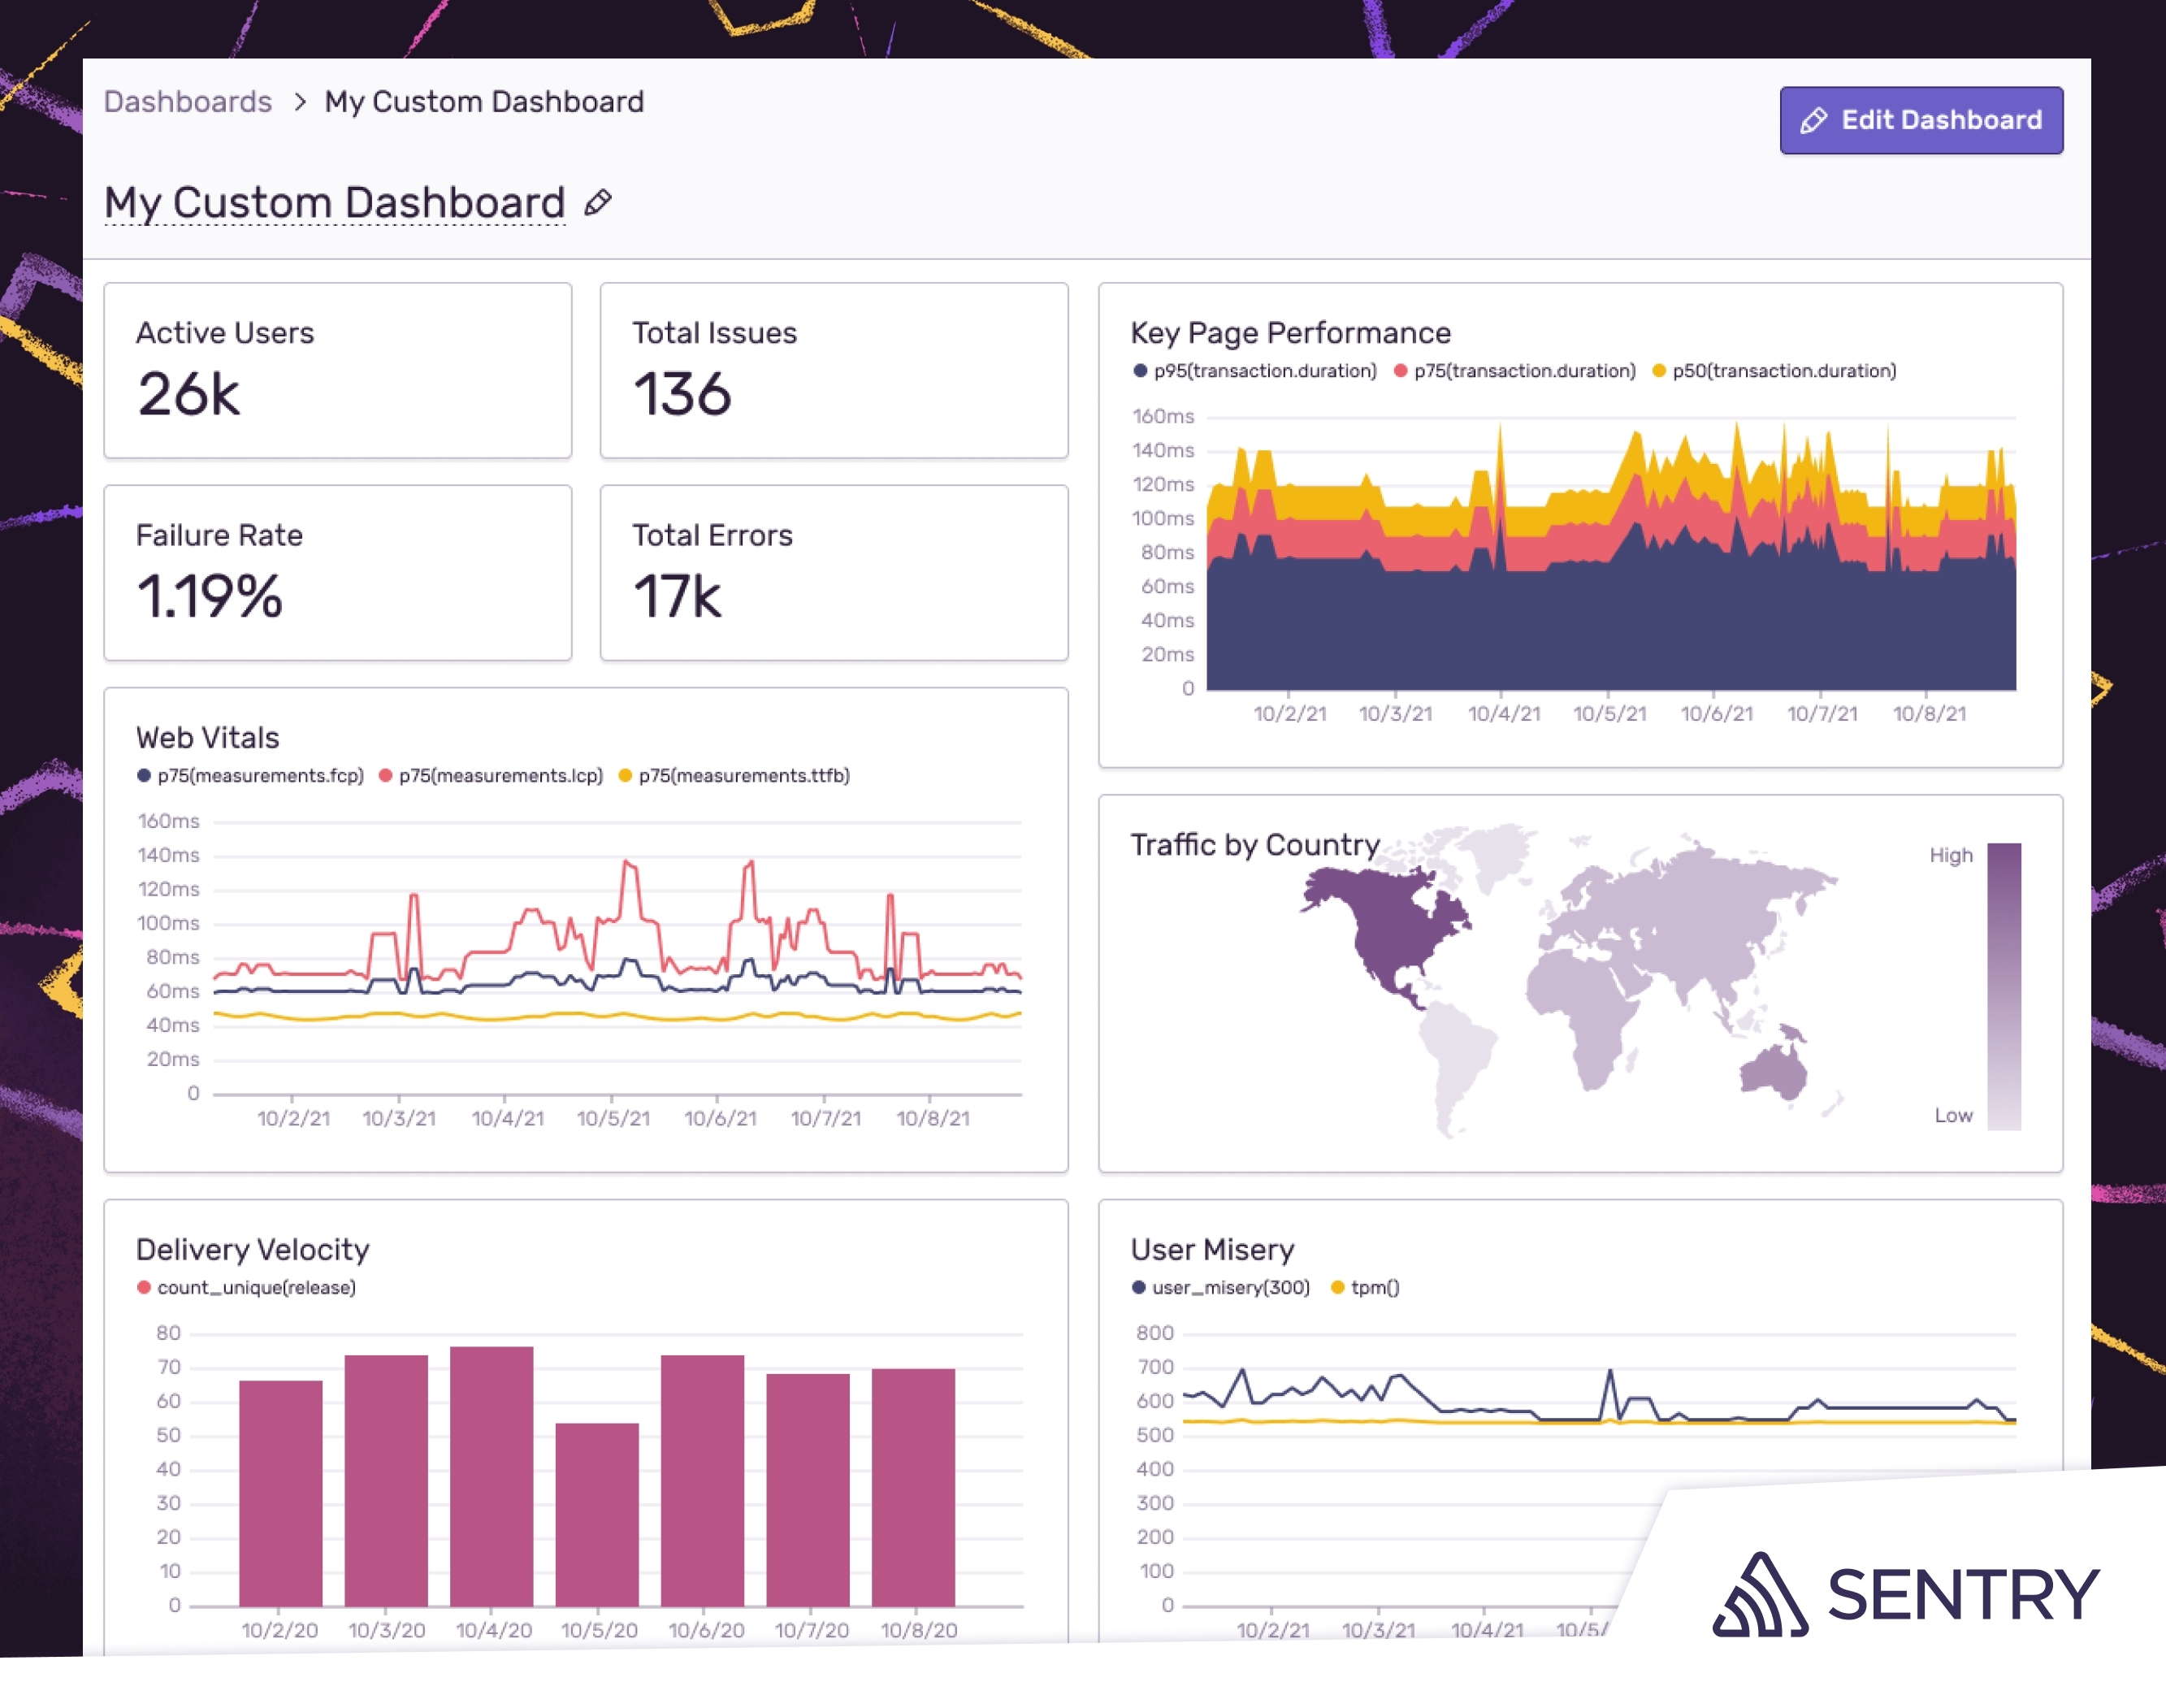 Dashboards > My Custom Dashboard
Edit Dashboard
My Custom Dashboard
Active Users
26k
Total Issues
136
Failure Rate
1.19%
Total Errors
17k
Key Page Performance
p95(transaction.duration) p75(transaction.duration) p50(transaction.duration)
160ms
140ms
120ms
100ms
80ms
60ms
40ms
20ms
0
10/2/21 10/3/21 10/4/21 10/5/21 10/6/21 10/7/21 10/8/21
Web Vitals
p75(measurements.fcp) p75(measurements.lcp) p75(measurements.ttfb)
160ms
140ms
120ms
100ms
80ms
60ms
40ms
20ms
0
10/2/21 10/3/21 10/4/21 10/5/21 10/6/21 10/7/21 10/8/21
Traffic by Country
High
Low
Delivery Velocity
count_unique(release)
80
70
60
50
40
30
20
10
0
10/2/20 10/3/20 10/4/20 10/5/20 10/6/20 10/7/20 10/8/20
User Misery
user_misery(300) tpm()
800
700
600
500
400
300
200
100
0
10/2/21 10/3/21 10/4/21 10/5/
SENTRY